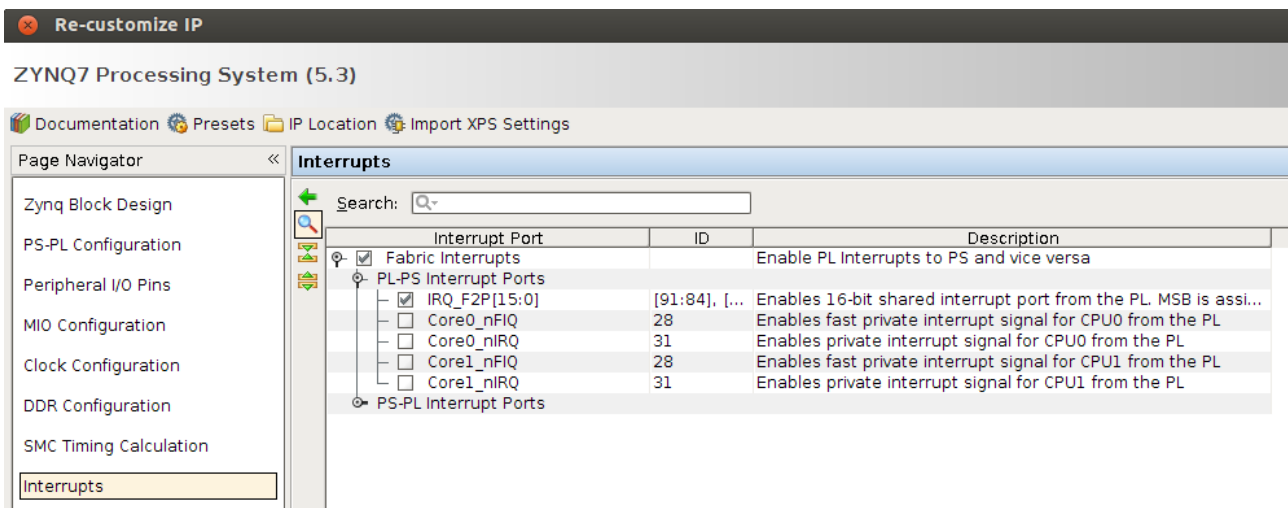 Re-customize IP
ZYNQ7 Processing System (5.3)
Documentation Presets IP Location Import XPS Settings
Page Navigator «
Zynq Block Design
PS-PL Configuration
Peripheral I/O Pins
MIO Configuration
Clock Configuration
DDR Configuration
SMC Timing Calculation
Interrupts
Interrupts
Search:
Interrupt Port ID Description
Fabric Interrupts Enable PL Interrupts to PS and vice versa
PL-PS Interrupt Ports
IRQ_F2P[15:0] [91:84], [... Enables 16-bit shared interrupt port from the PL. MSB is assi...
Core0_nFIQ 28 Enables fast private interrupt signal for CPU0 from the PL
Core0_nIRQ 31 Enables private interrupt signal for CPU0 from the PL
Core1_nFIQ 28 Enables fast private interrupt signal for CPU1 from the PL
Core1_nIRQ 31 Enables private interrupt signal for CPU1 from the PL
PS-PL Interrupt Ports